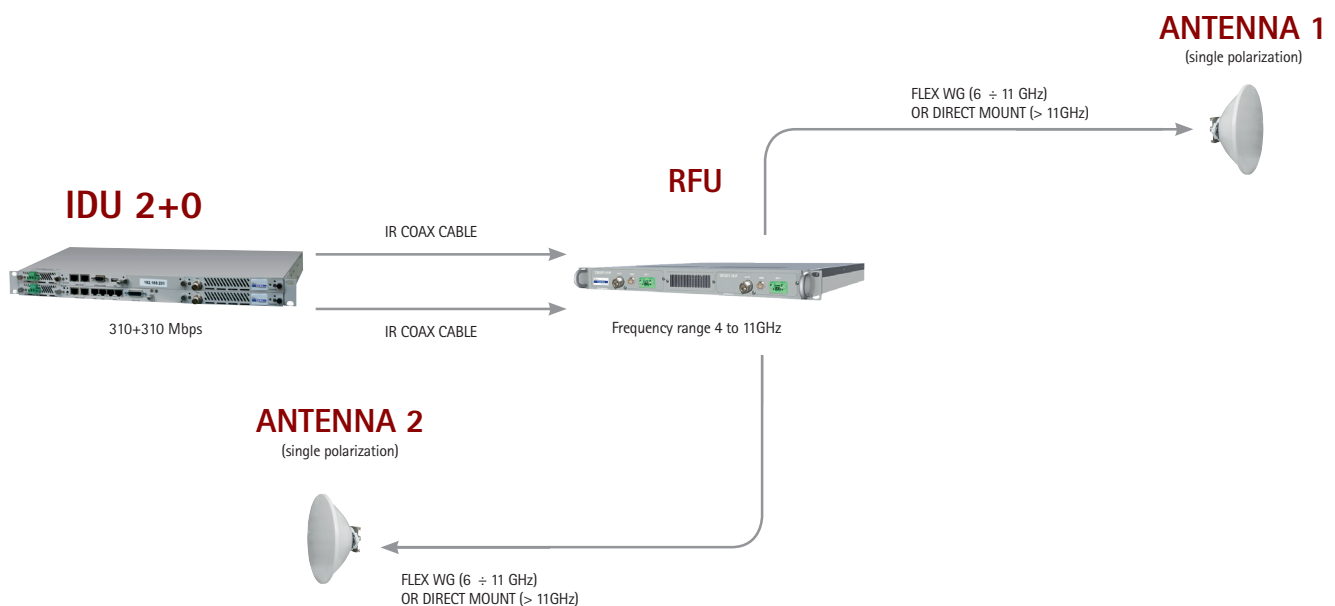 ANTENNA 1
(single polarization)
FLEX WG (6 ÷ 11 GHz)
OR DIRECT MOUNT (> 11GHz)
RFU
IDU 2+0
IR COAX CABLE
310+310 Mbps
IR COAX CABLE
Frequency range 4 to 11GHz
ANTENNA 2
(single polarization)
FLEX WG (6 ÷ 11 GHz)
OR DIRECT MOUNT (> 11GHz)